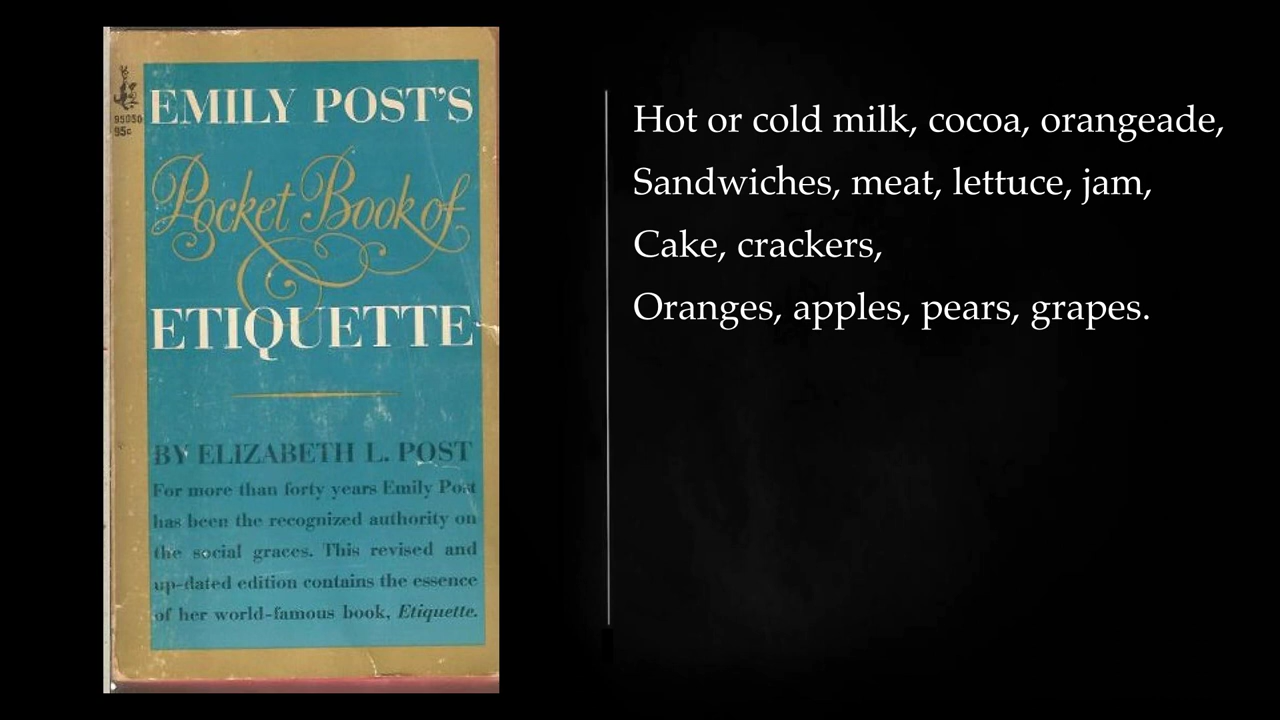 95050
95c
EMILY POST'S
Pocket Book of
ETIQUETTE
BY ELIZABETH L. POST
For more than forty years Emily Post
has been the recognized authority on
the social graces. This revised and
up-dated edition contains the essence
of her world-famous book, Etiquette.
Hot or cold milk, cocoa, orangeade,
Sandwiches, meat, lettuce, jam,
Cake, crackers,
Oranges, apples, pears, grapes.